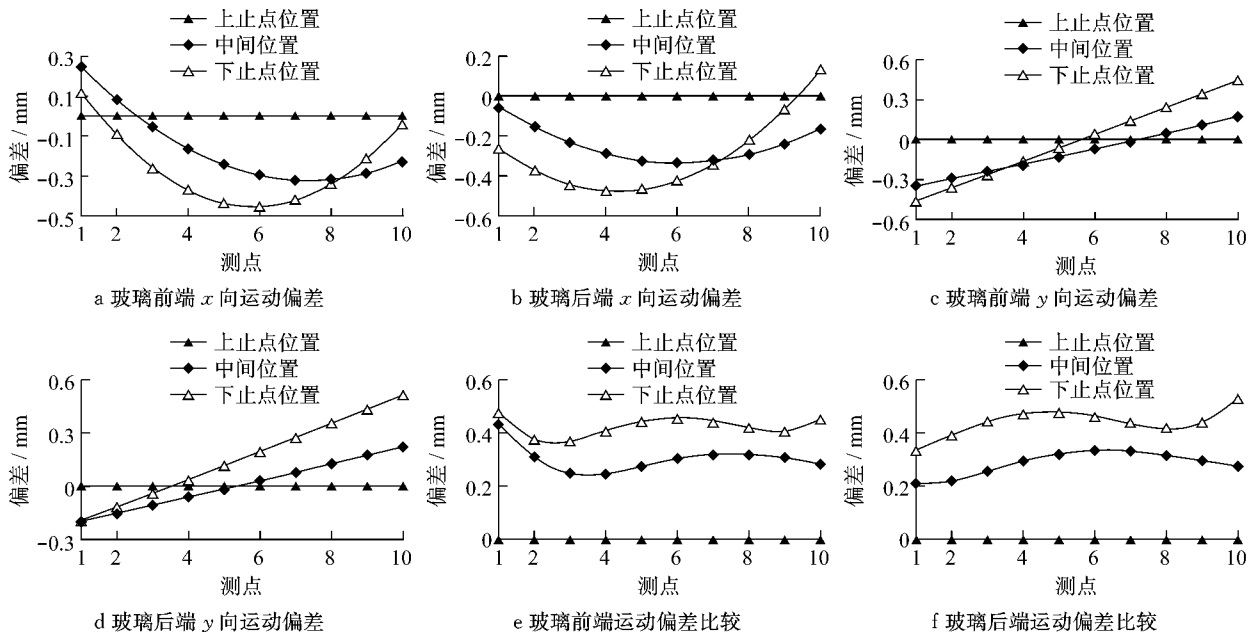 上止点位置
中间位置
下止点位置
0.3
0.1
-0.1
-0.3
-0.5
偏差 / mm
1 2 4 6 8 10
测点
a 玻璃前端 x 向运动偏差
上止点位置
中间位置
下止点位置
0.2
0
-0.2
-0.4
-0.6
偏差 / mm
1 2 4 6 8 10
测点
b 玻璃后端 x 向运动偏差
上止点位置
中间位置
下止点位置
0.6
0.3
0
-0.3
-0.6
偏差 / mm
1 2 4 6 8 10
测点
c 玻璃前端 y 向运动偏差
上止点位置
中间位置
下止点位置
0.6
0.3
0
-0.3
偏差 / mm
1 2 4 6 8 10
测点
d 玻璃后端 y 向运动偏差
上止点位置
中间位置
下止点位置
0.6
0.4
0.2
0
偏差 / mm
1 2 4 6 8 10
测点
e 玻璃前端运动偏差比较
上止点位置
中间位置
下止点位置
0.6
0.4
0.2
0
偏差 / mm
1 2 4 6 8 10
测点
f 玻璃后端运动偏差比较